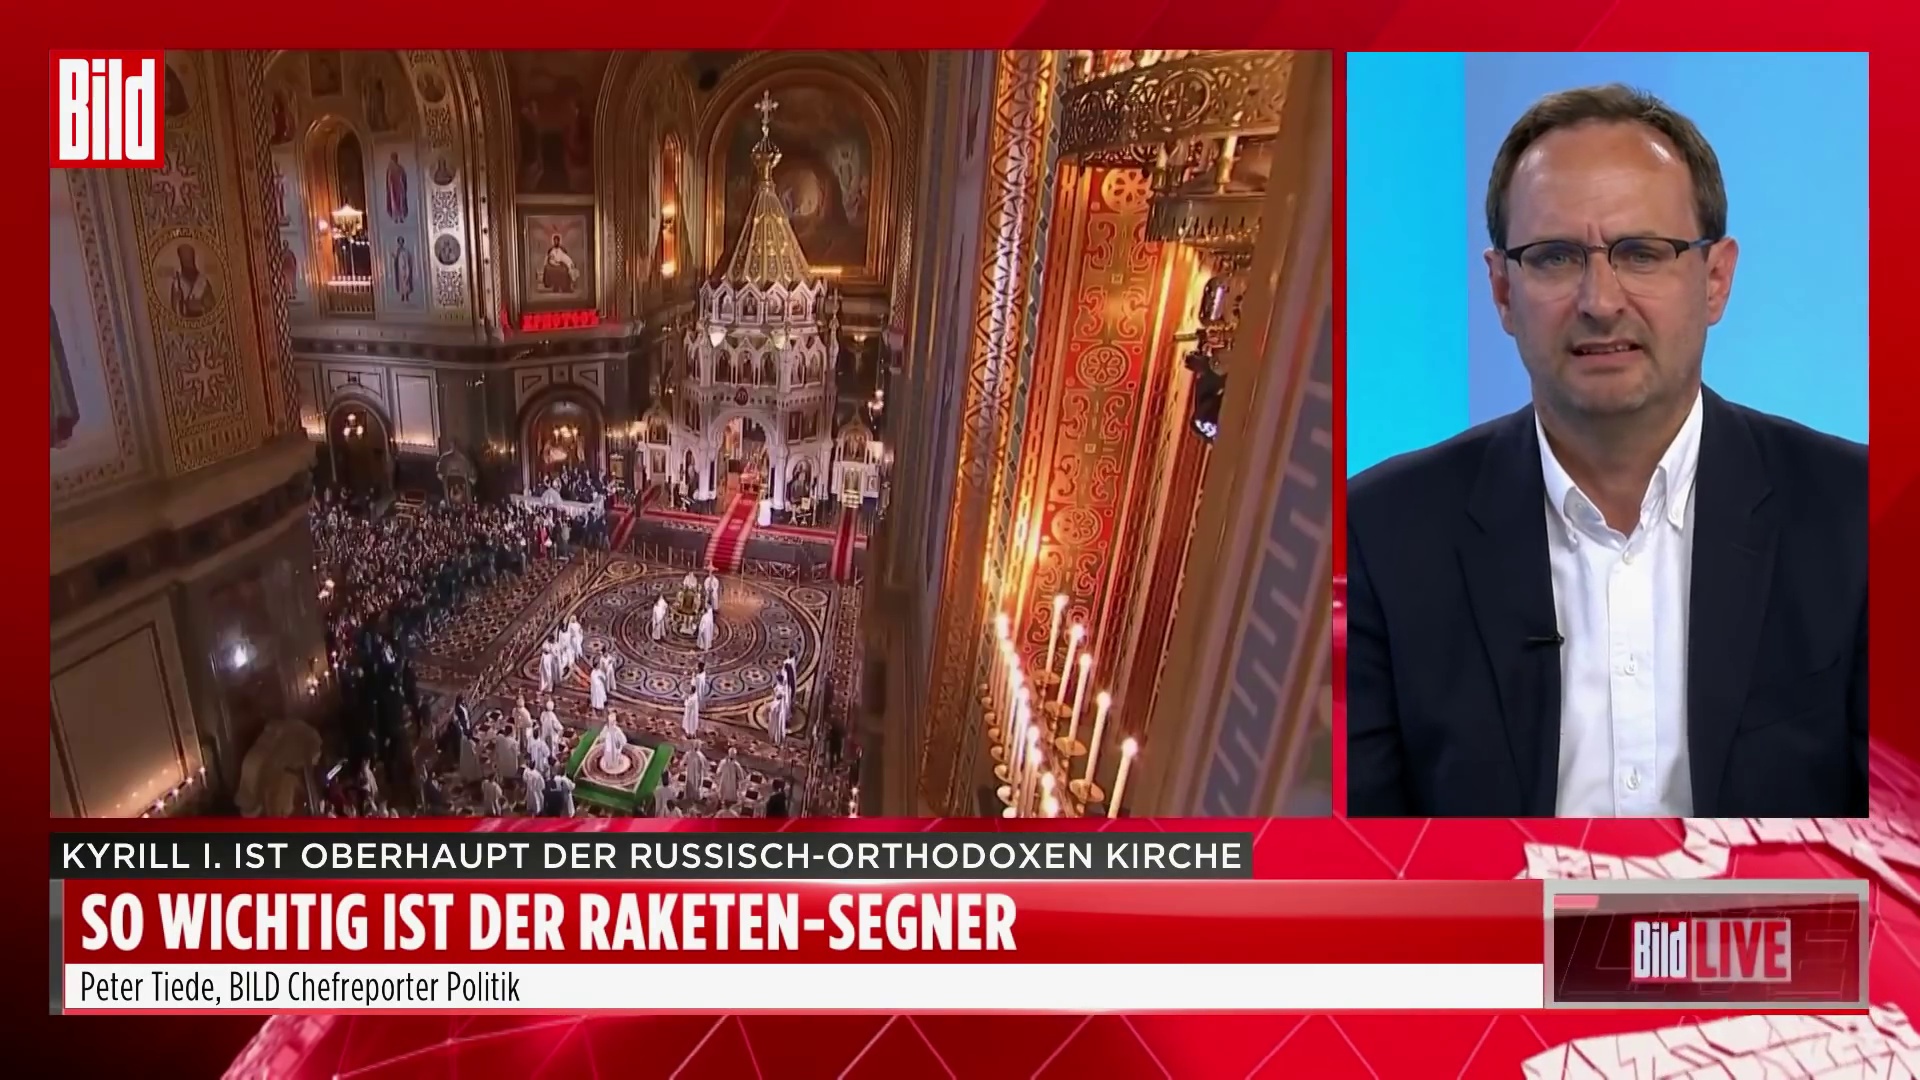 Bild
KYRILL I. IST OBERHAUPT DER RUSSISCH-ORTHODOXEN KIRCHE
SO WICHTIG IST DER RAKETEN-SEGNER
Peter Tiede, BILD Chefreporter Politik
Bild LIVE